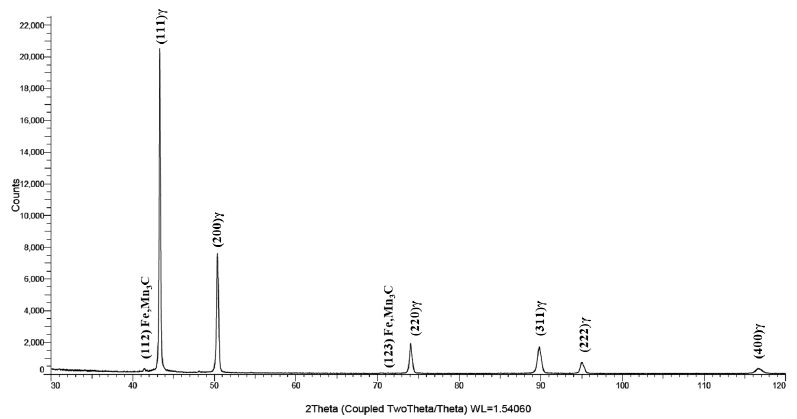 22,000
20,000
18,000
16,000
14,000
12,000
10,000
8,000
6,000
4,000
2,000
0
Counts
(112) Fe,Mn₃C
(111)γ
(200)γ
(123) Fe,Mn₃C
(220)γ
(311)γ
(222)γ
(400)γ
30 40 50 60 70 80 90 100 110 120
2Theta (Coupled TwoTheta/Theta) WL=1.54060